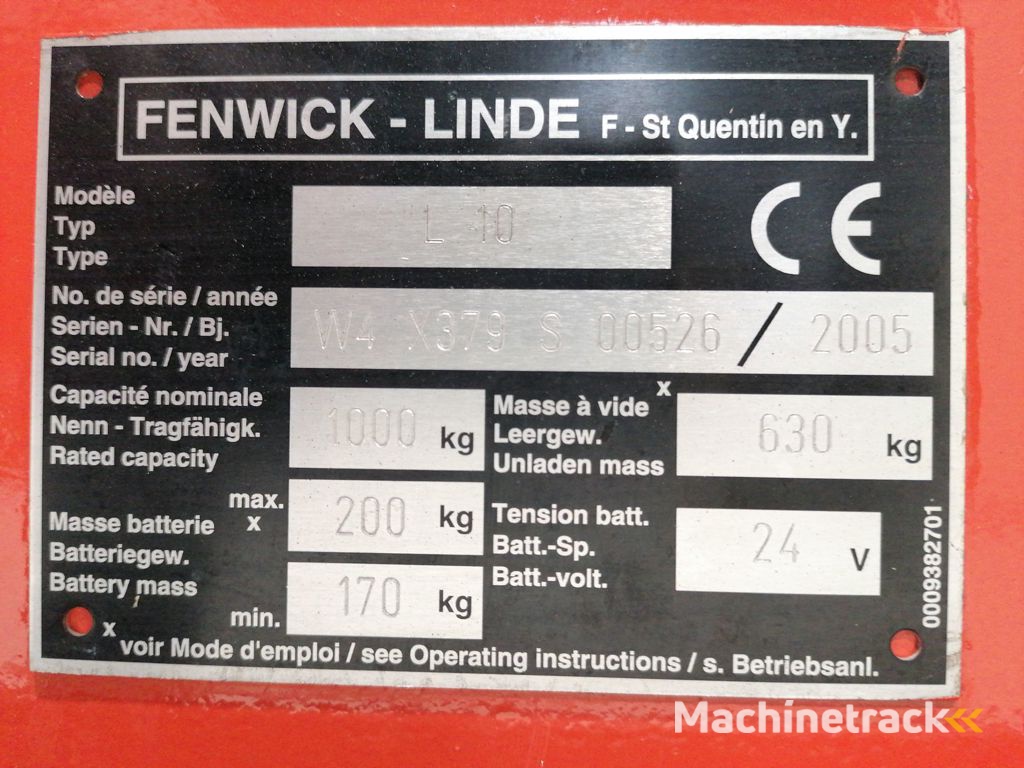 FENWICK - LINDE F - St Quentin en Y.
Modèle
Typ
Type
L 10
CE
No. de série / année
Serien - Nr. / Bj.
Serial no. / year
W4 X379 S 00526 / 2005
Capacité nominale
Nenn - Tragfähigk.
Rated capacity
1000 kg
x
Masse à vide
Leergew.
Unladen mass
630 kg
max.
Masse batterie x
Batteriegew.
Battery mass
min.
200 kg
170 kg
Tension batt.
Batt.-Sp.
Batt.-volt.
24 V
0009382701
x voir Mode d'emploi / see Operating instructions / s. Betriebsanl.
Machinetrack